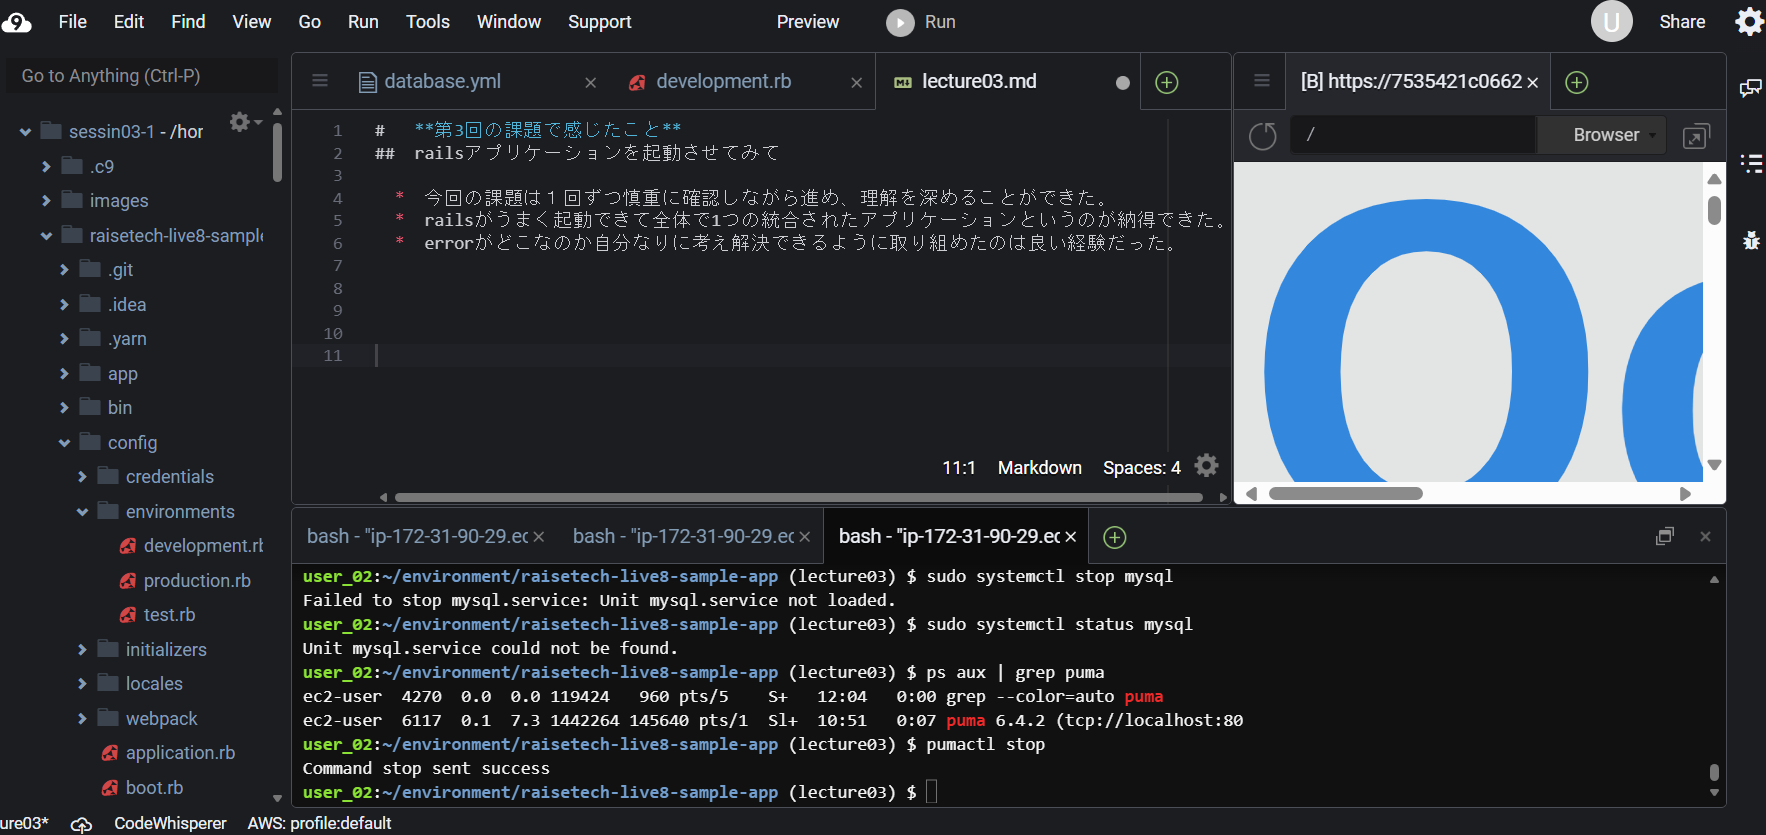 File Edit Find View Go Run Tools Window Support Preview Run U Share
Go to Anything (Ctrl-P)
sessin03-1 - /hor
.c9
images
raisetech-live8-sample
.git
.idea
.yarn
app
bin
config
credentials
environments
development.rb
production.rb
test.rb
initializers
locales
webpack
application.rb
boot.rb
database.yml
development.rb
lecture03.md
1 # **第3回の課題で感じたこと**
2 ## railsアプリケーションを起動させてみて
3
4 * 今回の課題は１回ずつ慎重に確認しながら進め、理解を深めることができた。
5 * railsがうまく起動できて全体で1つの統合されたアプリケーションというのが納得できた。
6 * errorがどこなのか自分なりに考え解決できるように取り組めたのは良い経験だった。
7
8
9
10
11
11:1 Markdown Spaces: 4
[B] https://7535421c0662
/ Browser
bash - "ip-172-31-90-29.ec
bash - "ip-172-31-90-29.ec
bash - "ip-172-31-90-29.ec
user_02:~/environment/raisetech-live8-sample-app (lecture03) $ sudo systemctl stop mysql
Failed to stop mysql.service: Unit mysql.service not loaded.
user_02:~/environment/raisetech-live8-sample-app (lecture03) $ sudo systemctl status mysql
Unit mysql.service could not be found.
user_02:~/environment/raisetech-live8-sample-app (lecture03) $ ps aux | grep puma
ec2-user  4270  0.0  0.0 119424   960 pts/5    S+   12:04   0:00 grep --color=auto puma
ec2-user  6117  0.1  7.3 1442264 145640 pts/1  Sl+  10:51   0:07 puma 6.4.2 (tcp://localhost:80
user_02:~/environment/raisetech-live8-sample-app (lecture03) $ pumactl stop
Command stop sent success
user_02:~/environment/raisetech-live8-sample-app (lecture03) $
ure03* CodeWhisperer AWS: profile:default